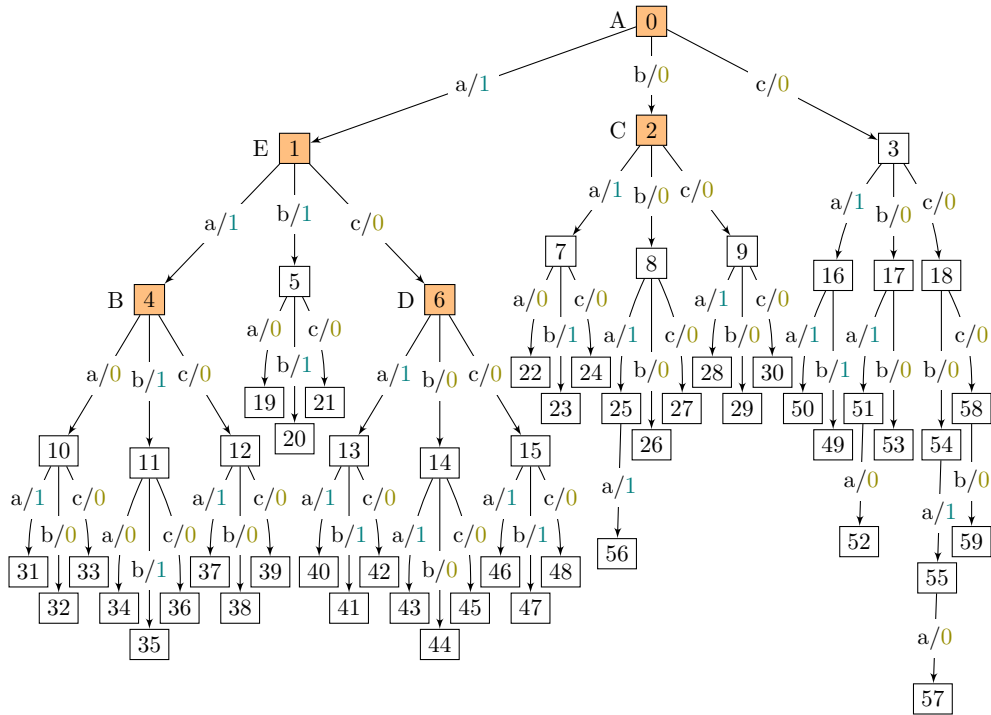 A 0
a/1 b/0 c/0
E 1 C 2 3
a/1 b/1 c/0 a/1 b/0 c/0 a/1 b/0 c/0
7 8 9 16 17 18
5
B 4 D 6
a/0 b/1 c/0 a/1 b/0 c/0
a/0 b/1 c/0 a/1 b/0 c/0 a/1 b/1 a/1 b/0 b/0 c/0
22 24 28 30
19 21 23 25 27 29 50 51 58
20 26 49 53 54
a/0 b/1 c/0 a/1 b/0 c/0
10 11 12 13 14 15
a/1 a/0 a/1 b/0
a/1 b/0 c/0 a/0 b/1 c/0 a/1 b/0 c/0 a/1 b/1 c/0 a/1 b/0 c/0 a/1 b/1 c/0
56 52 59
31 33 37 39 40 42 46 48 55
32 34 36 38 41 43 45 47
35 44
a/0
57